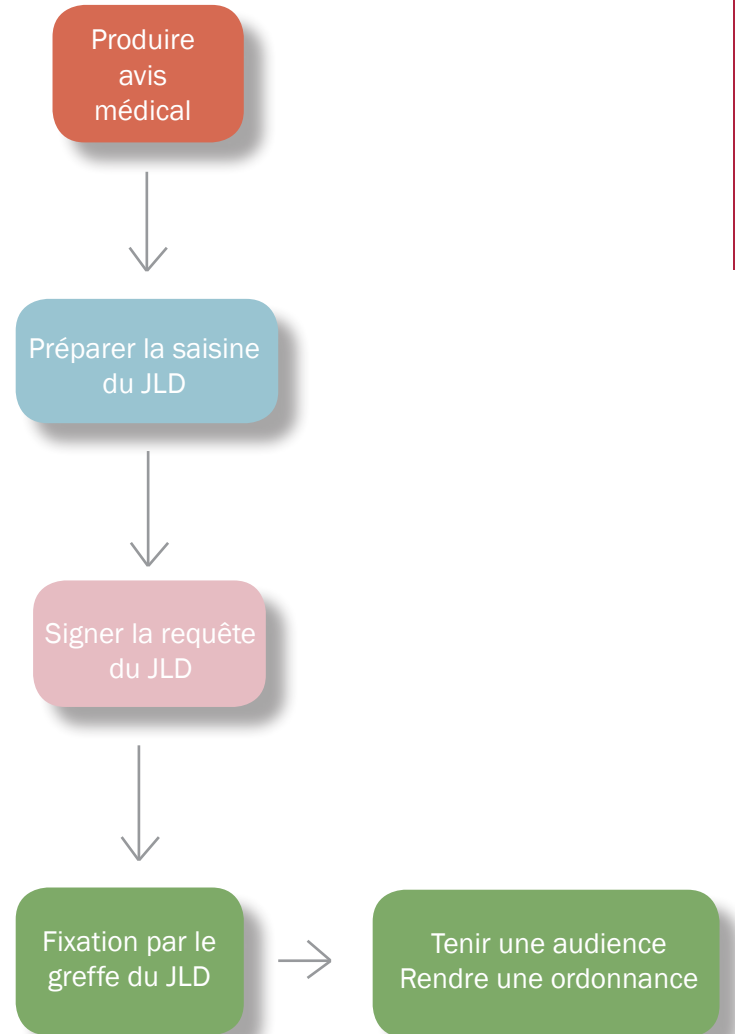 Produire
avis
médical
Préparer la saisine
du JLD
Signer la requête
du JLD
Fixation par le
greffe du JLD
Tenir une audience
Rendre une ordonnance